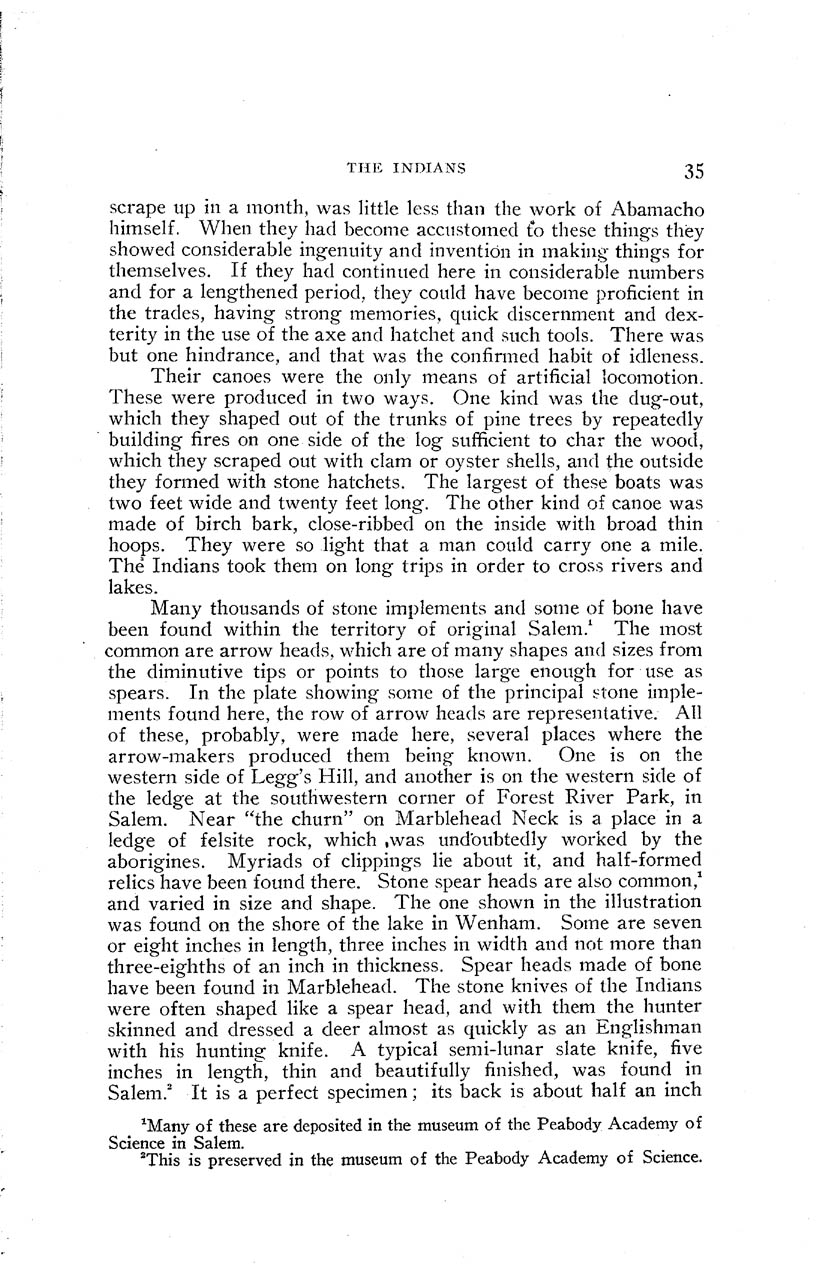 THE INDIANS 35
scrape up in a month, was little less than the work of Abamacho
himself. When they had become accustomed to these things they
showed considerable ingenuity and invention in making things for
themselves. If they had continued here in considerable numbers
and for a lengthened period, they could have become proficient in
the trades, having strong memories, quick discernment and dex-
terity in the use of the axe and hatchet and such tools. There was
but one hindrance, and that was the confirmed habit of idleness.
Their canoes were the only means of artificial locomotion.
These were produced in two ways. One kind was the dug-out,
which they shaped out of the trunks of pine trees by repeatedly
building fires on one side of the log sufficient to char the wood,
which they scraped out with clam or oyster shells, and the outside
they formed with stone hatchets. The largest of these boats was
two feet wide and twenty feet long. The other kind of canoe was
made of birch bark, close-ribbed on the inside with broad thin
hoops. They were so light that a man could carry one a mile.
The Indians took them on long trips in order to cross rivers and
lakes.
Many thousands of stone implements and some of bone have
been found within the territory of original Salem.¹ The most
common are arrow heads, which are of many shapes and sizes from
the diminutive tips or points to those large enough for use as
spears. In the plate showing some of the principal stone imple-
ments found here, the row of arrow heads are representative. All
of these, probably, were made here, several places where the
arrow-makers produced them being known. One is on the
western side of Legg's Hill, and another is on the western side of
the ledge at the southwestern corner of Forest River Park, in
Salem. Near "the churn" on Marblehead Neck is a place in a
ledge of felsite rock, which was undoubtedly worked by the
aborigines. Myriads of clippings lie about it, and half-formed
relics have been found there. Stone spear heads are also common,¹
and varied in size and shape. The one shown in the illustration
was found on the shore of the lake in Wenham. Some are seven
or eight inches in length, three inches in width and not more than
three-eighths of an inch in thickness. Spear heads made of bone
have been found in Marblehead. The stone knives of the Indians
were often shaped like a spear head, and with them the hunter
skinned and dressed a deer almost as quickly as an Englishman
with his hunting knife. A typical semi-lunar slate knife, five
inches in length, thin and beautifully finished, was found in
Salem.² It is a perfect specimen; its back is about half an inch
¹Many of these are deposited in the museum of the Peabody Academy of
Science in Salem.
²This is preserved in the museum of the Peabody Academy of Science.